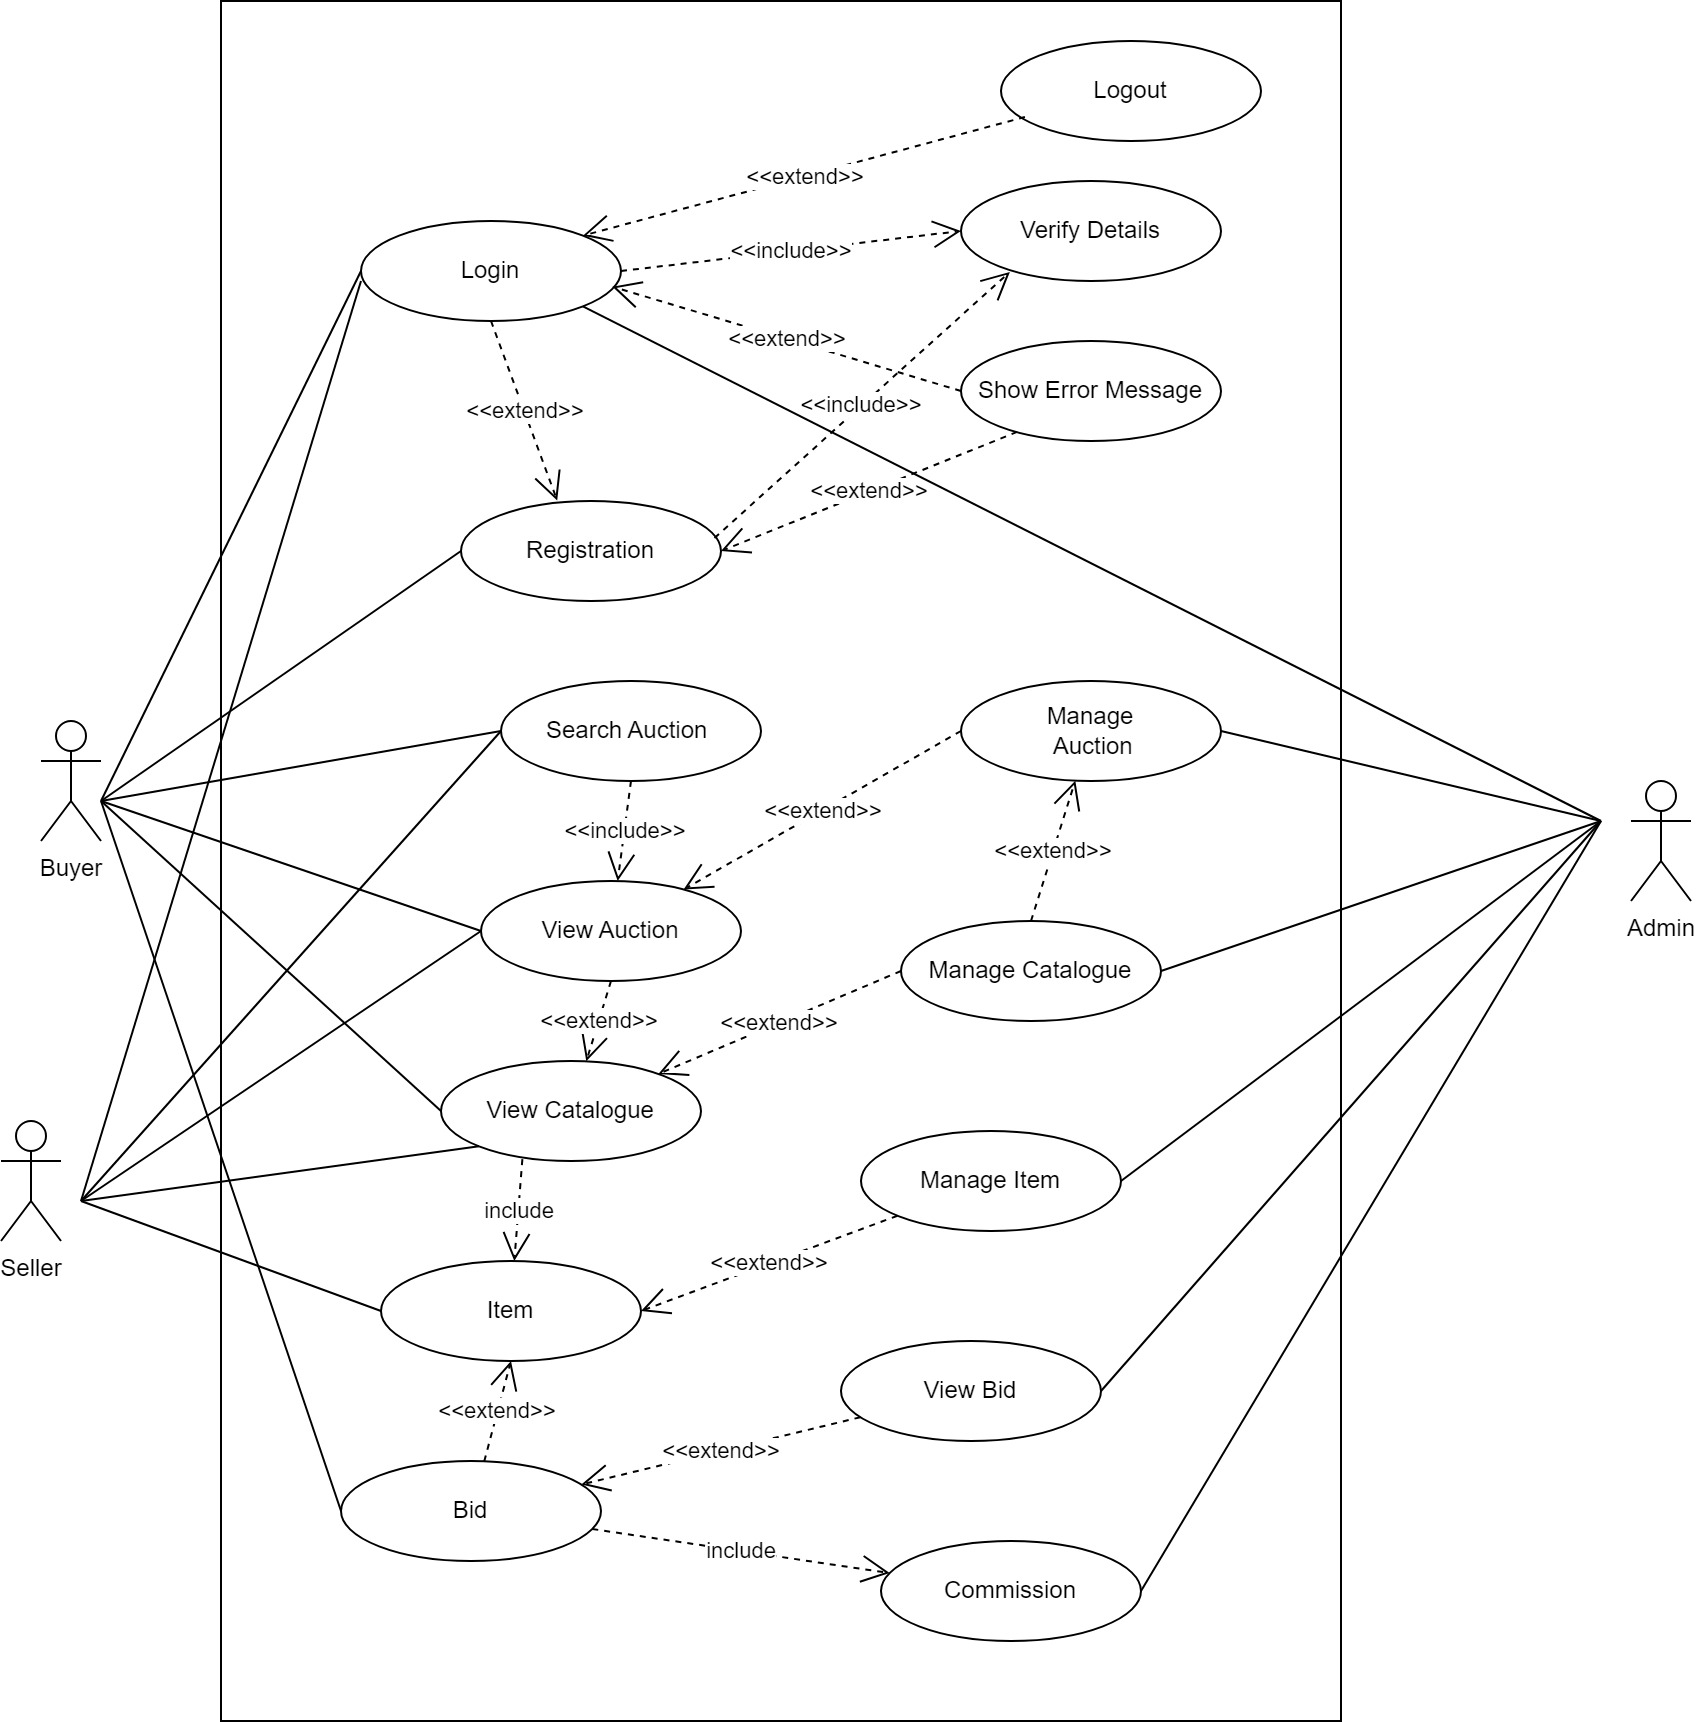 Logout
<<extend>>
Verify Details
<<include>>
Login
<<extend>>
Show Error Message
<<include>>
<<extend>>
<<extend>>
Registration
Search Auction
Manage
Auction
<<extend>>
<<include>>
<<extend>>
Buyer
View Auction
Admin
Manage Catalogue
<<extend>>
<<extend>>
View Catalogue
Manage Item
include
Seller
<<extend>>
Item
View Bid
<<extend>>
<<extend>>
Bid
include
Commission